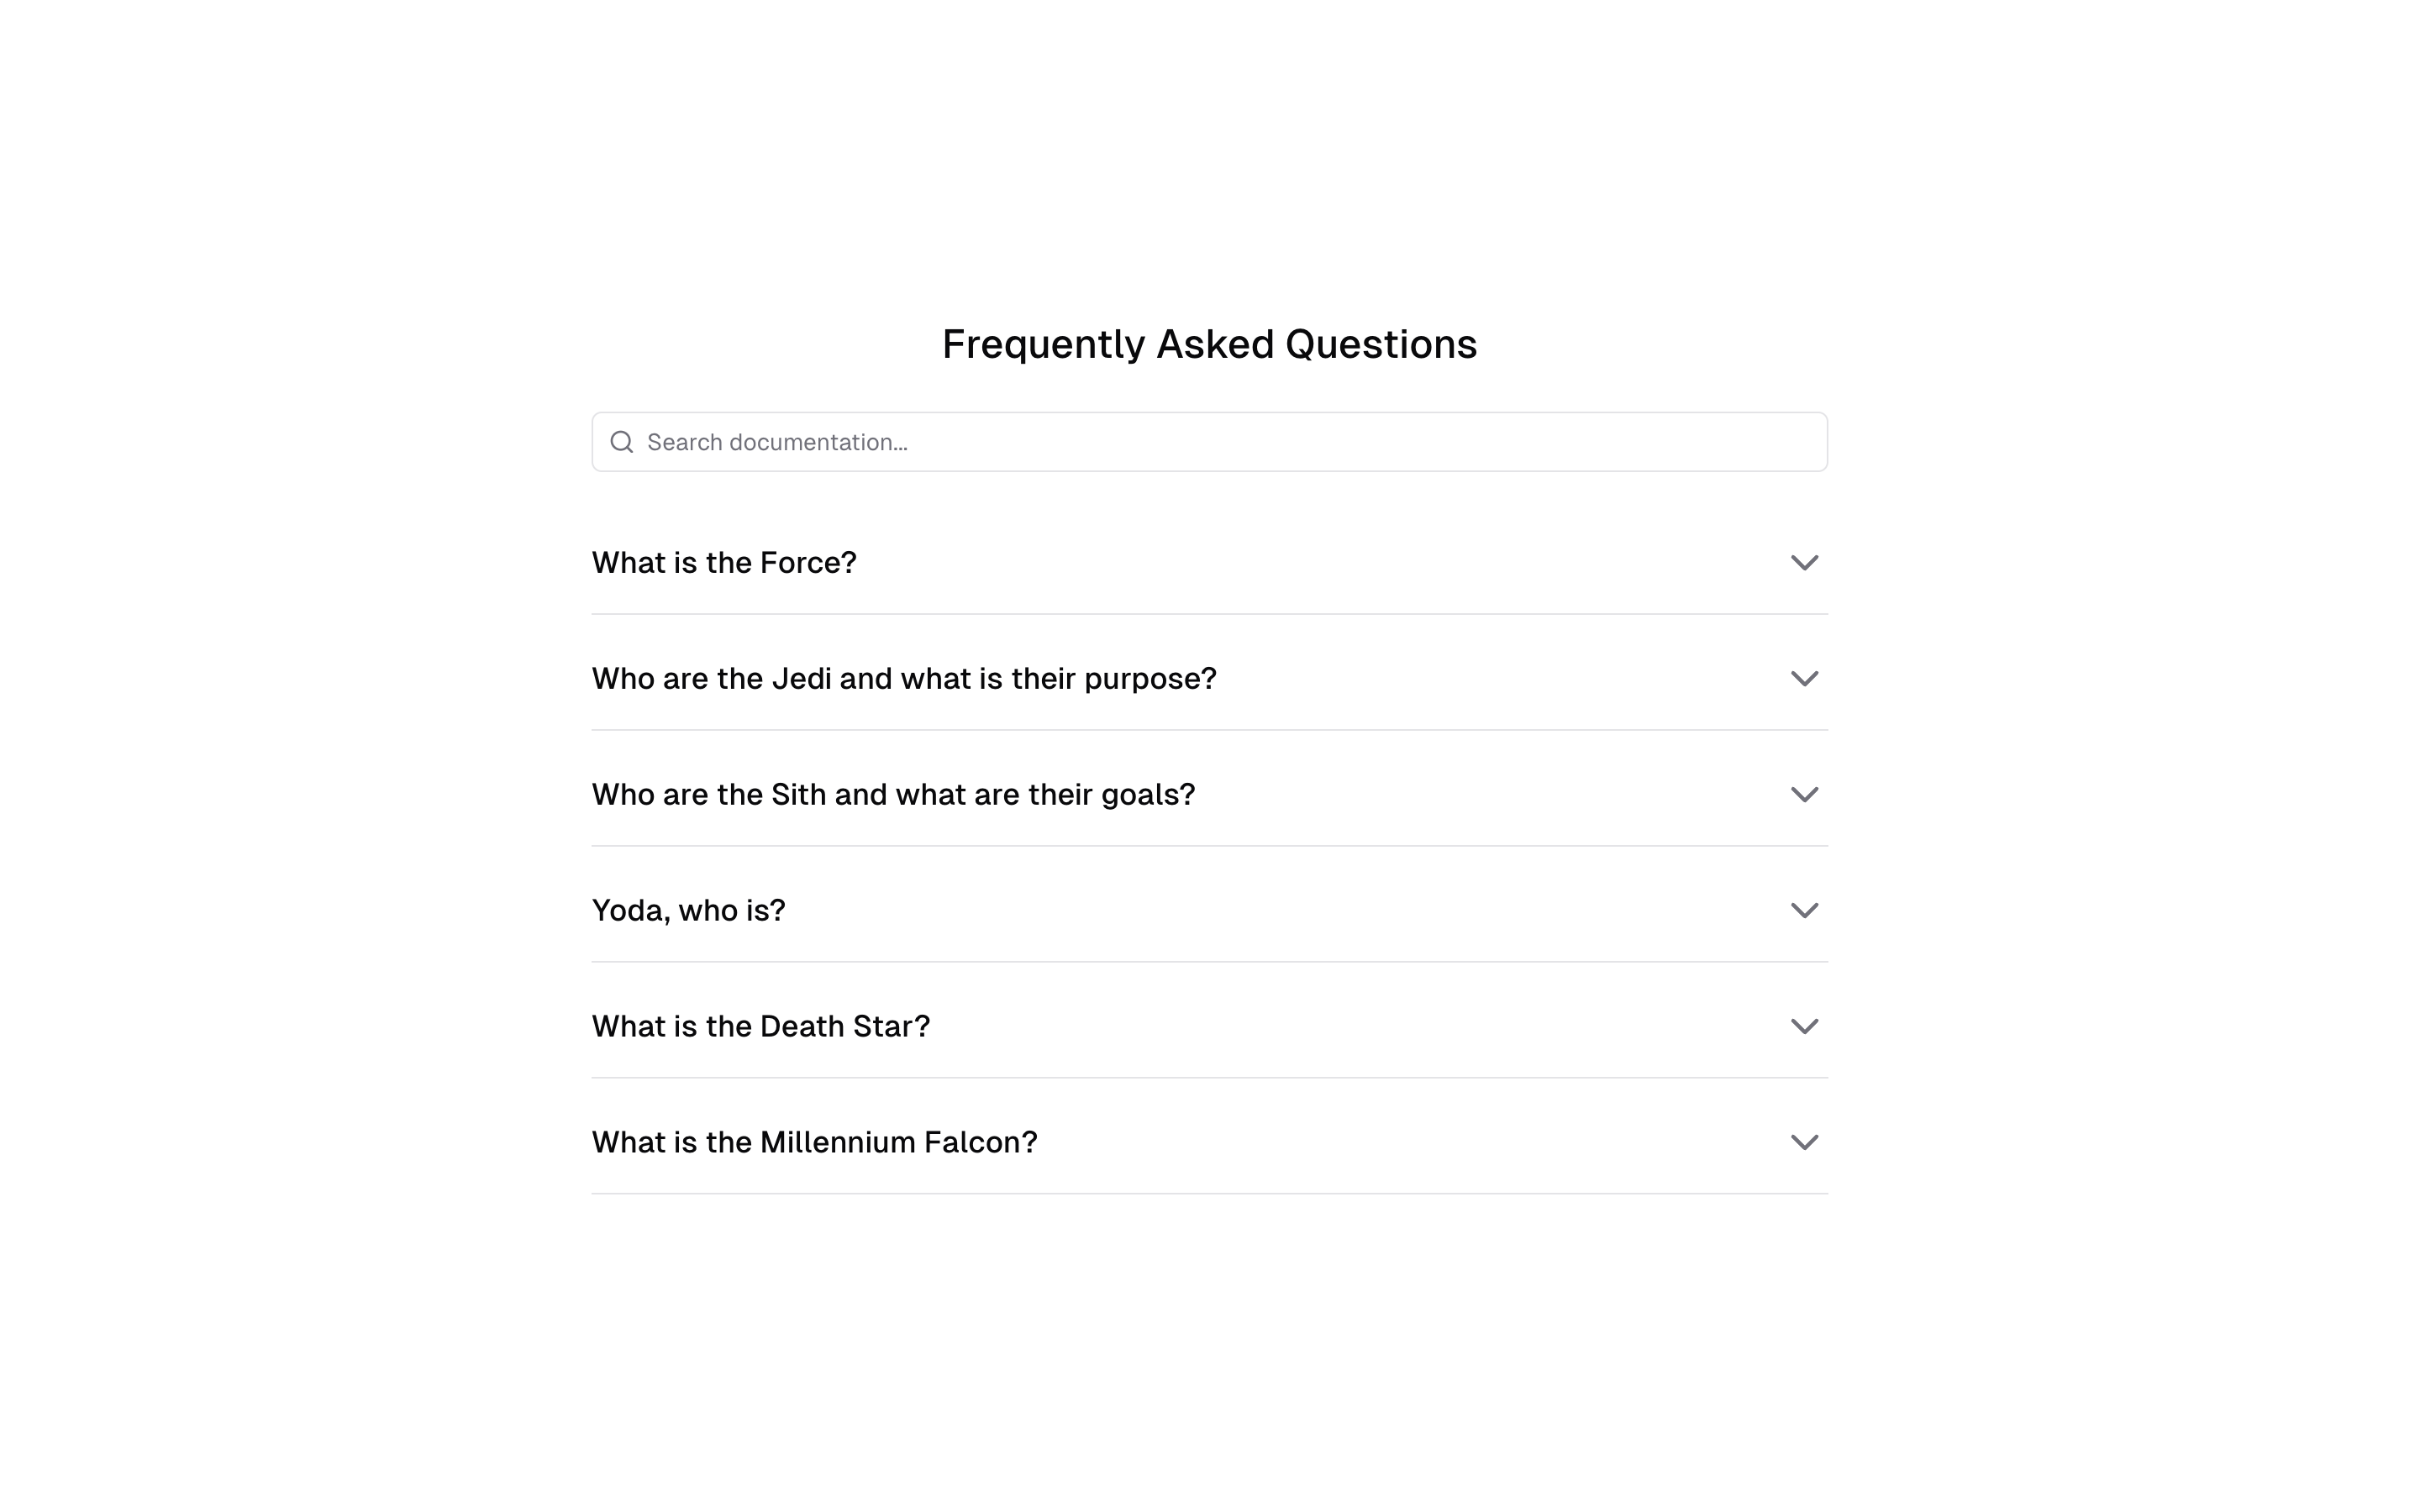 Frequently Asked Questions
Search documentation...
What is the Force?
Who are the Jedi and what is their purpose?
Who are the Sith and what are their goals?
Yoda, who is?
What is the Death Star?
What is the Millennium Falcon?